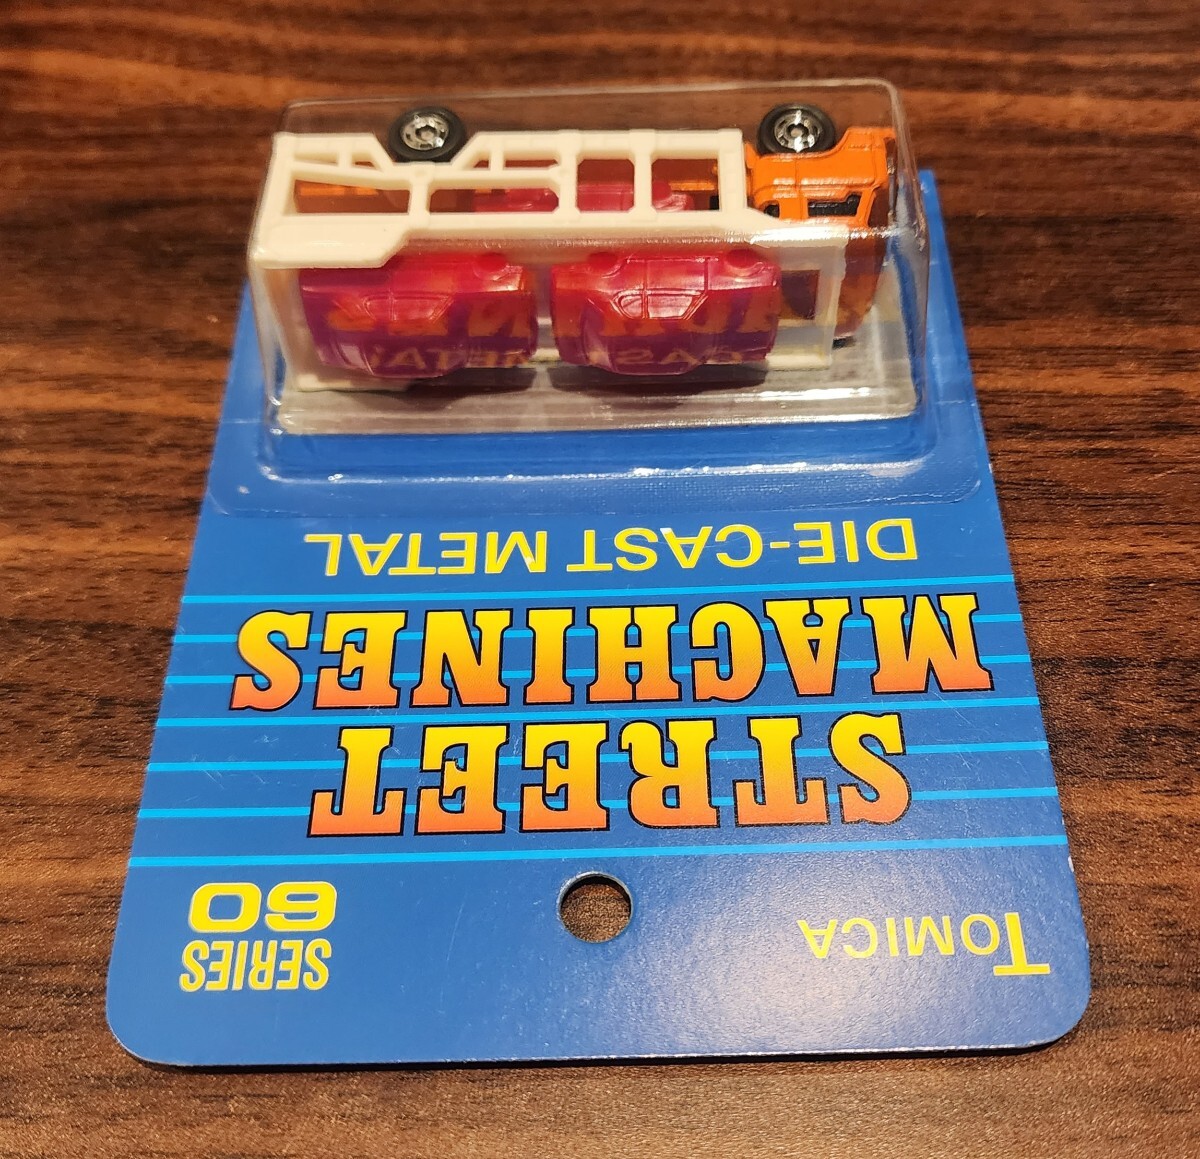 TOMICA
SERIES
60
STREET
MACHINES
DIE-CAST METAL